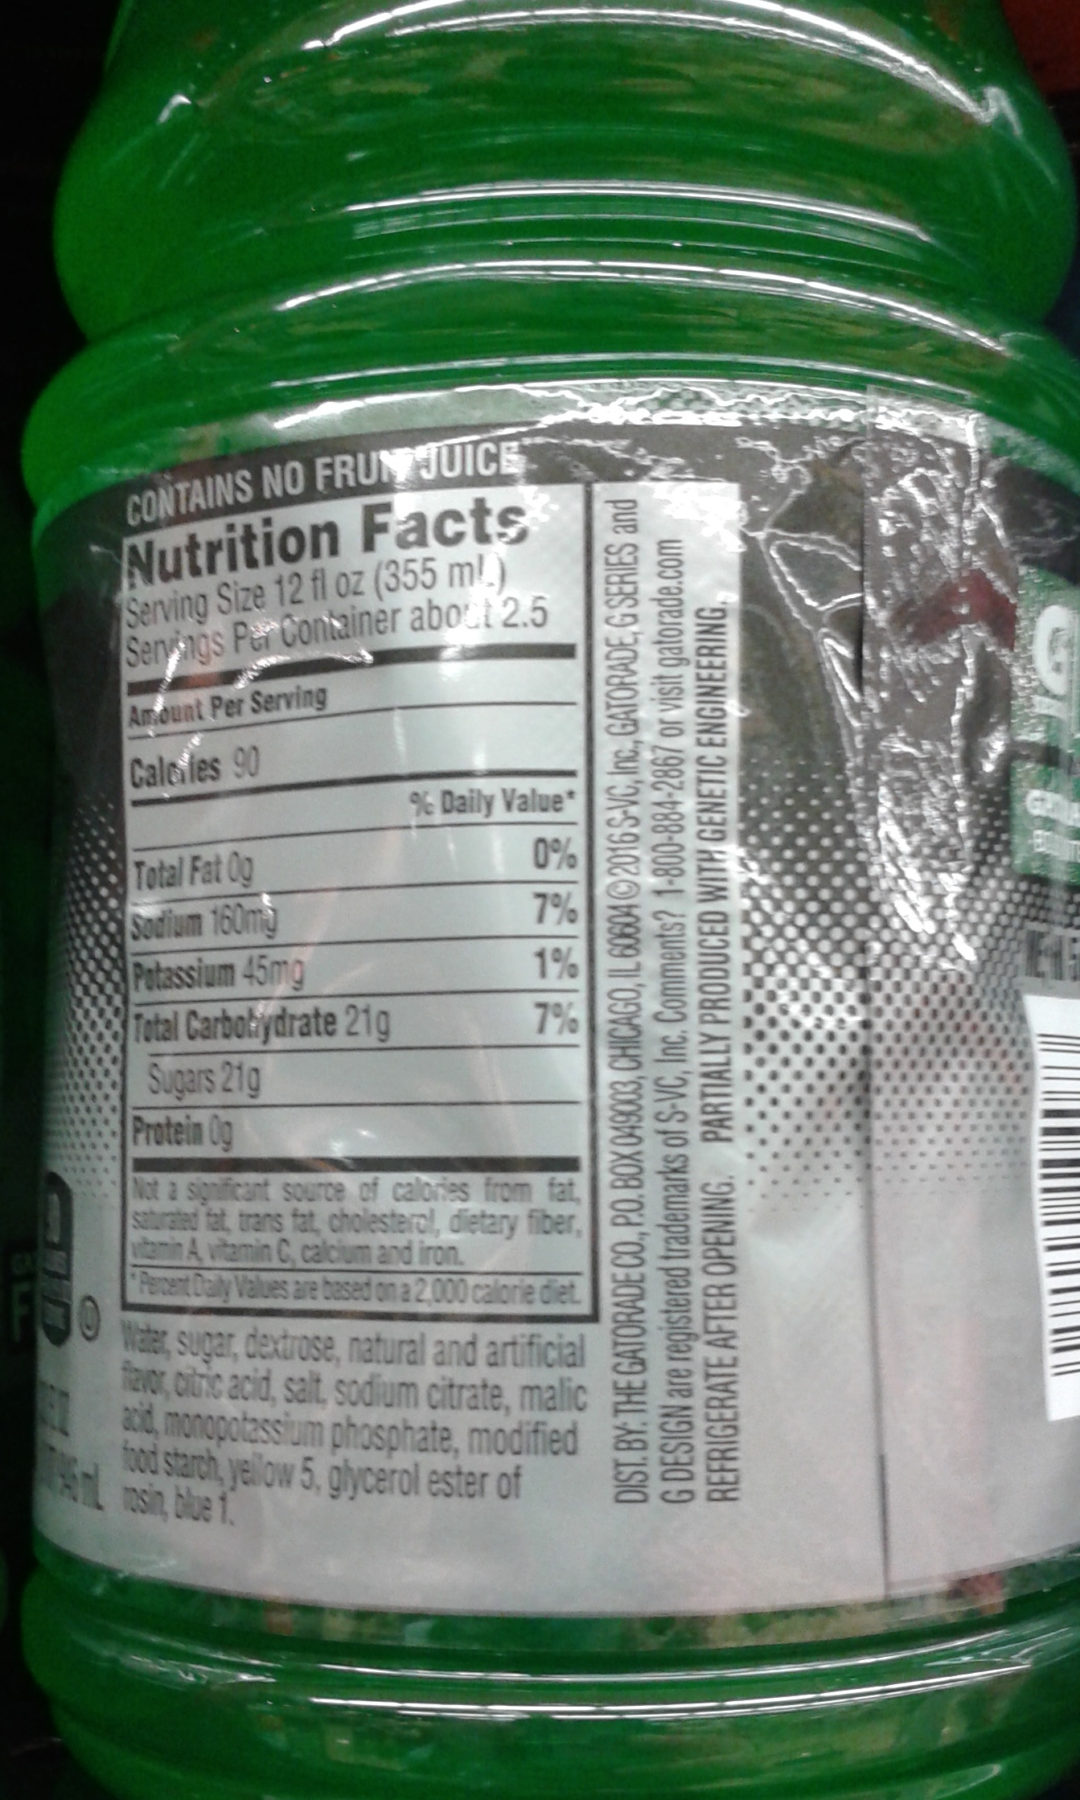 CONTAINS NO FRUIT JUICE
Nutrition Facts
Serving Size 12 fl oz (355 mL)
Servings Per Container about 2.5
Amount Per Serving
Calories 90
% Daily Value*
Total Fat 0g 0%
Sodium 160mg 7%
Potassium 45mg 1%
Total Carbohydrate 21g 7%
Sugars 21g
Protein 0g
Not a significant source of calories from fat,
saturated fat, trans fat, cholesterol, dietary fiber,
vitamin A, vitamin C, calcium and iron.
* Percent Daily Values are based on a 2,000 calorie diet.
Water, sugar, dextrose, natural and artificial
flavor, citric acid, salt, sodium citrate, malic
acid, monopotassium phosphate, modified
food starch, yellow 5, glycerol ester of
rosin, blue 1.
DIST. BY: THE GATORADE CO., P.O. BOX 049003, CHICAGO, IL 60604 ©2016 S-VC, Inc. GATORADE, G SERIES and
G DESIGN are registered trademarks of S-VC, Inc. Comments? 1-800-884-2867 or visit gatorade.com
REFRIGERATE AFTER OPENING. PARTIALLY PRODUCED WITH GENETIC ENGINEERING.
U
mL
G